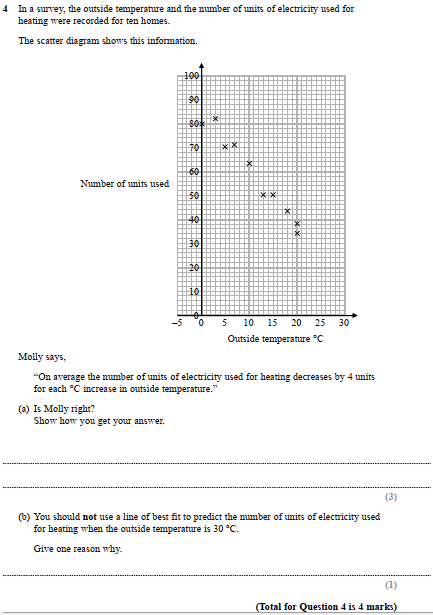 4 In a survey, the outside temperature and the number of units of electricity used for
heating were recorded for ten homes.
The scatter diagram shows this information.
100
90
80
70
60
Number of units used
50
40
30
20
10
0
−5 0 5 10 15 20 25 30
Outside temperature °C
Molly says,
“On average the number of units of electricity used for heating decreases by 4 units
for each °C increase in outside temperature.”
(a) Is Molly right?
Show how you get your answer.
(3)
(b) You should not use a line of best fit to predict the number of units of electricity used
for heating when the outside temperature is 30 °C.
Give one reason why.
(1)
(Total for Question 4 is 4 marks)